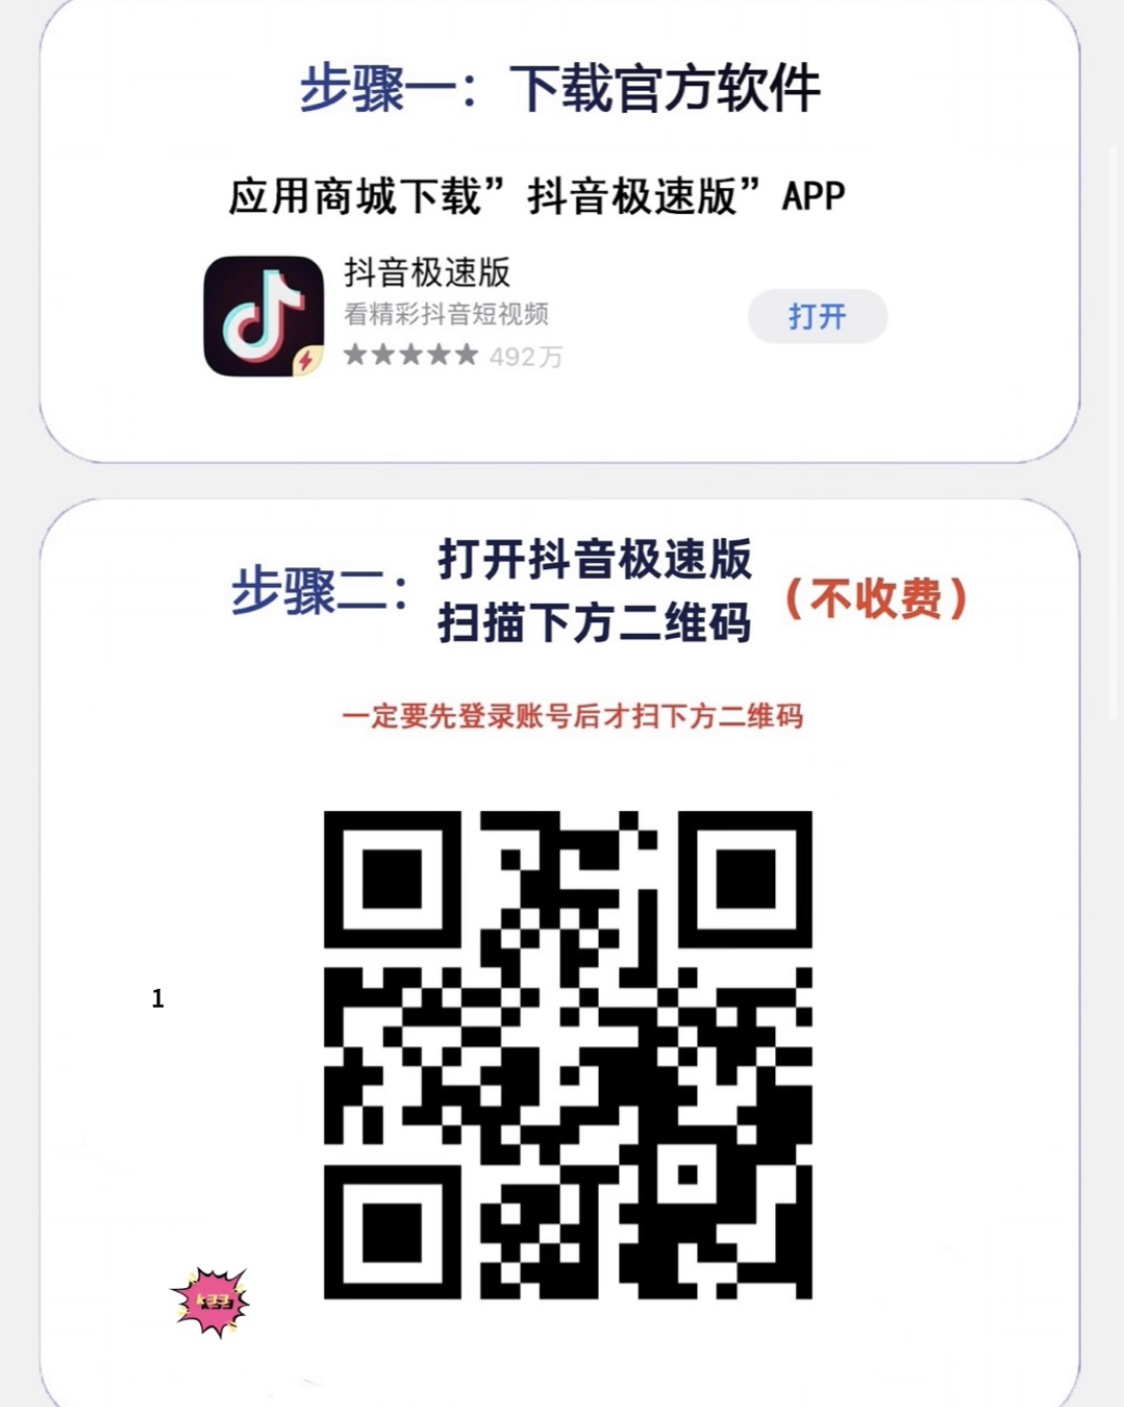 步骤一：下载官方软件
应用商城下载”抖音极速版”APP
抖音极速版
看精彩抖音短视频
492万
打开
步骤二：
打开抖音极速版
扫描下方二维码
（不收费）
一定要先登录账号后才扫下方二维码
1
k33